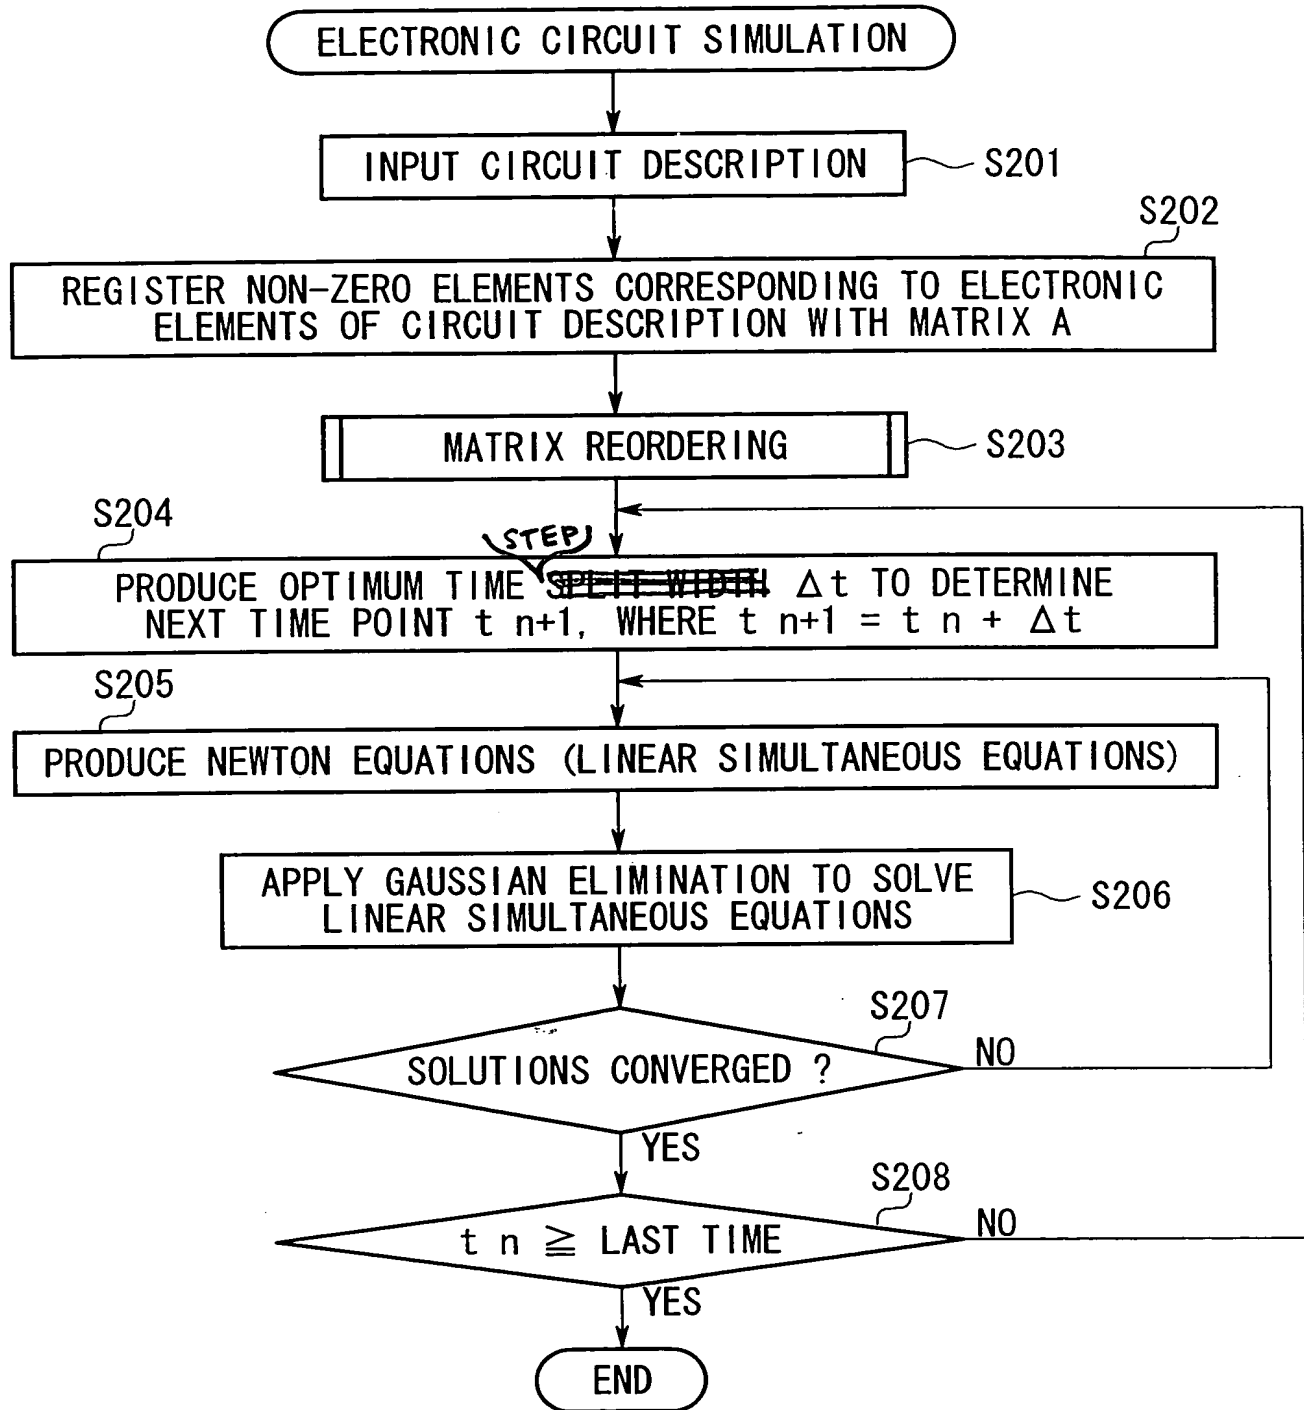 ELECTRONIC CIRCUIT SIMULATION
INPUT CIRCUIT DESCRIPTION
S201
S202
REGISTER NON-ZERO ELEMENTS CORRESPONDING TO ELECTRONIC
ELEMENTS OF CIRCUIT DESCRIPTION WITH MATRIX A
MATRIX REORDERING
S203
S204
STEP
PRODUCE OPTIMUM TIME SPLIT WIDTH Δt TO DETERMINE
NEXT TIME POINT t n+1, WHERE t n+1 = t n + Δt
S205
PRODUCE NEWTON EQUATIONS (LINEAR SIMULTANEOUS EQUATIONS)
APPLY GAUSSIAN ELIMINATION TO SOLVE
LINEAR SIMULTANEOUS EQUATIONS
S206
S207
SOLUTIONS CONVERGED ?
NO
YES
S208
t n ≧ LAST TIME
NO
YES
END